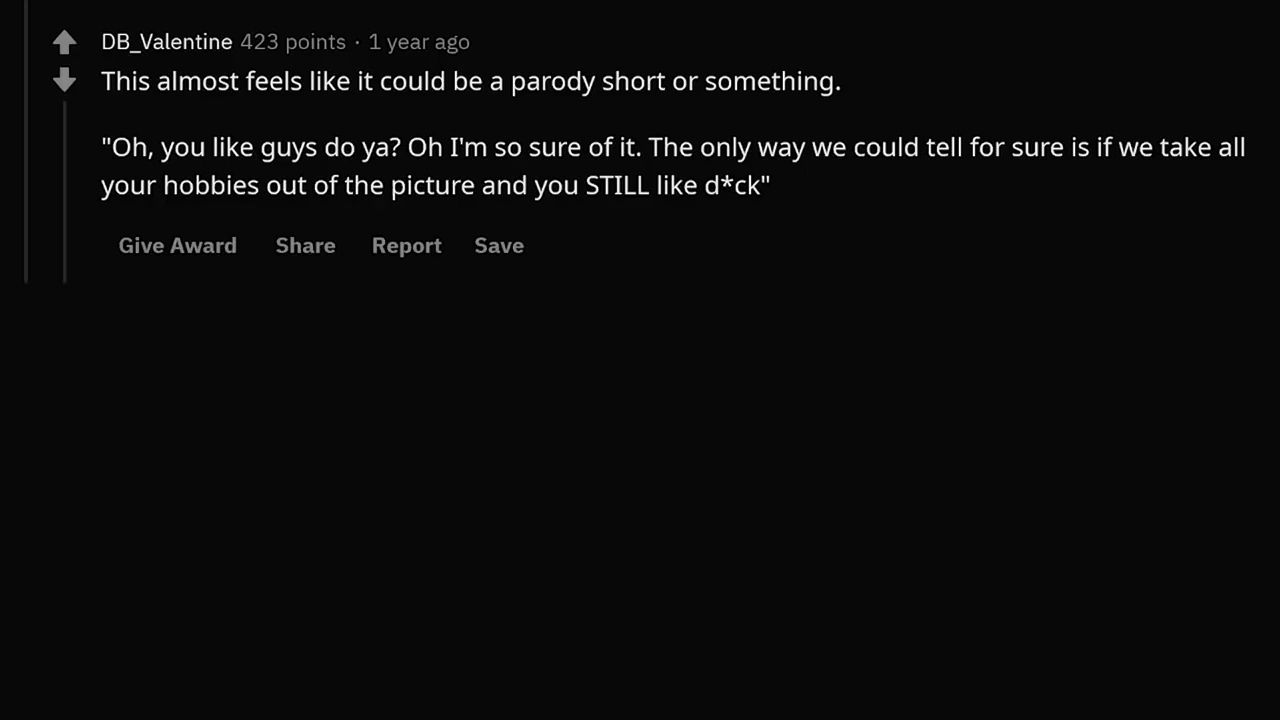 DB_Valentine 423 points · 1 year ago
This almost feels like it could be a parody short or something.
"Oh, you like guys do ya? Oh I'm so sure of it. The only way we could tell for sure is if we take all
your hobbies out of the picture and you STILL like d*ck"
Give Award Share Report Save